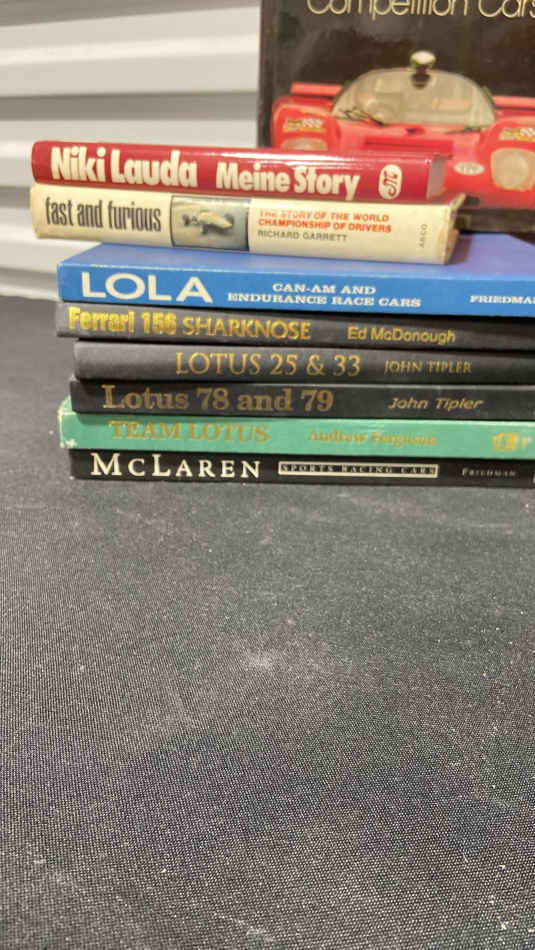 Competition Cars
Niki Lauda Meine Story
fast and furious
THE STORY OF THE WORLD
CHAMPIONSHIP OF DRIVERS
RICHARD GARRETT
LOLA
CAN-AM AND
ENDURANCE RACE CARS
FRIEDMAN
Ferrari 156 SHARKNOSE Ed McDonough
LOTUS 25 & 33 JOHN TIPLER
Lotus 78 and 79 John Tipler
TEAM LOTUS Andrew Ferguson
MCLAREN SPORTS RACING CARS FRIEDMAN